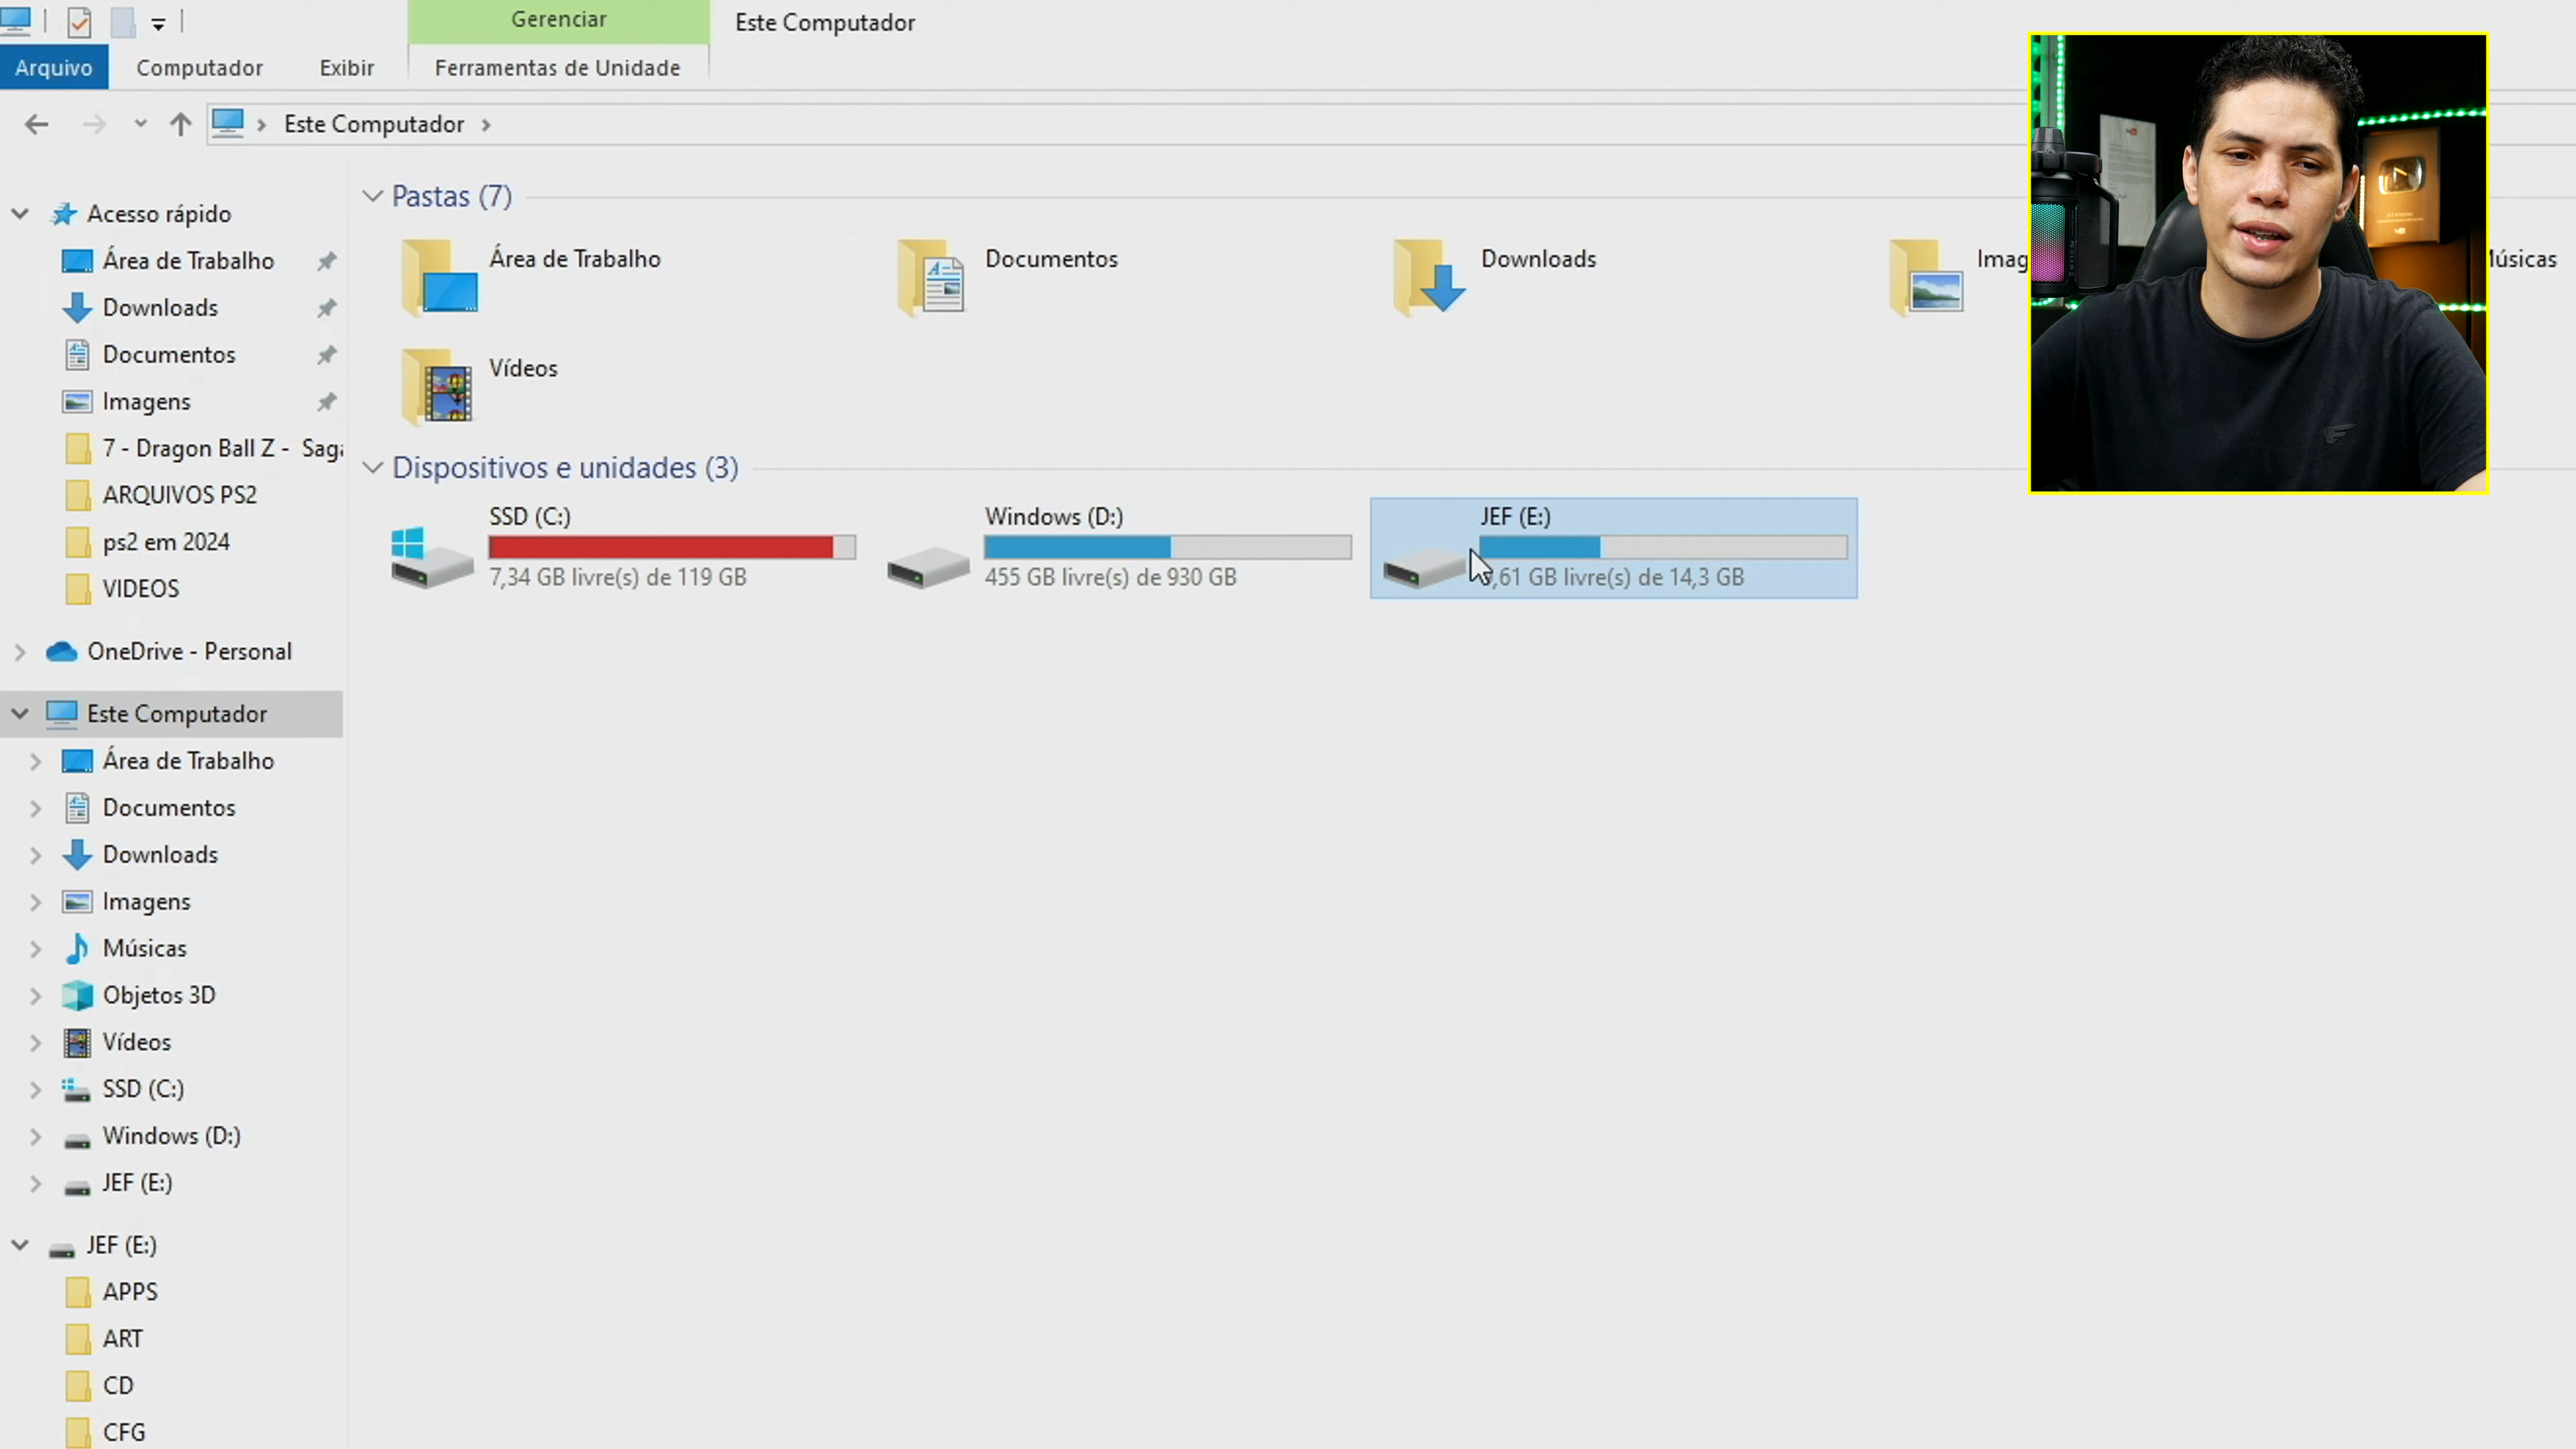 Gerenciar
Este Computador
Arquivo
Computador
Exibir
Ferramentas de Unidade
Este Computador
Acesso rápido
Área de Trabalho
Downloads
Documentos
Imagens
7 - Dragon Ball Z - Saga
ARQUIVOS PS2
ps2 em 2024
VIDEOS
OneDrive - Personal
Este Computador
Área de Trabalho
Documentos
Downloads
Imagens
Músicas
Objetos 3D
Vídeos
SSD (C:)
Windows (D:)
JEF (E:)
JEF (E:)
APPS
ART
CD
CFG
Pastas (7)
Área de Trabalho
Documentos
Downloads
Imag
Músicas
Vídeos
Dispositivos e unidades (3)
SSD (C:)
7,34 GB livre(s) de 119 GB
Windows (D:)
455 GB livre(s) de 930 GB
JEF (E:)
,61 GB livre(s) de 14,3 GB